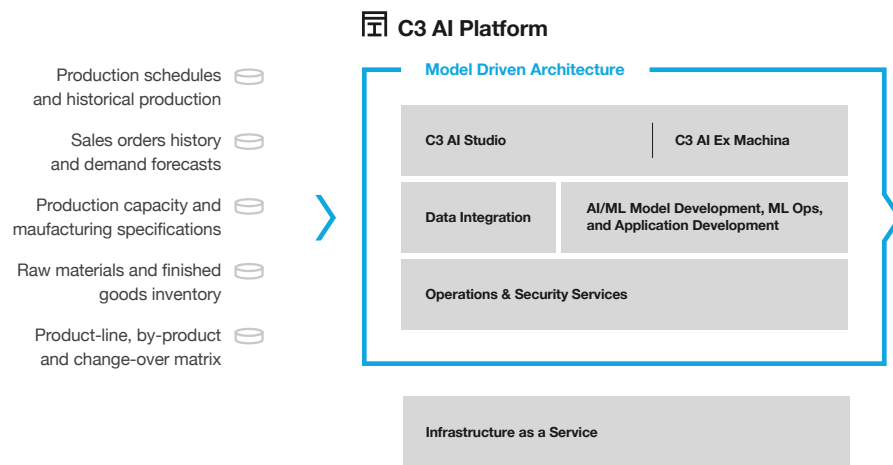 C3 AI Platform
Production schedules
and historical production
Sales orders history
and demand forecasts
Production capacity and
maufacturing specifications
Raw materials and finished
goods inventory
Product-line, by-product
and change-over matrix
Model Driven Architecture
C3 AI Studio
C3 AI Ex Machina
Data Integration
AI/ML Model Development, ML Ops,
and Application Development
Operations & Security Services
Infrastructure as a Service